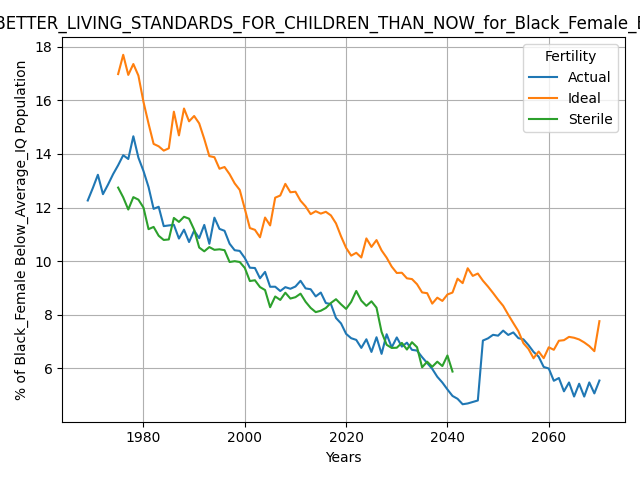 BETTER_LIVING_STANDARDS_FOR_CHILDREN_THAN_NOW_for_Black_Female_
Fertility
Actual
Ideal
Sterile
% of Black_Female Below_Average_IQ Population
18
16
14
12
10
8
6
1980
2000
2020
2040
2060
Years